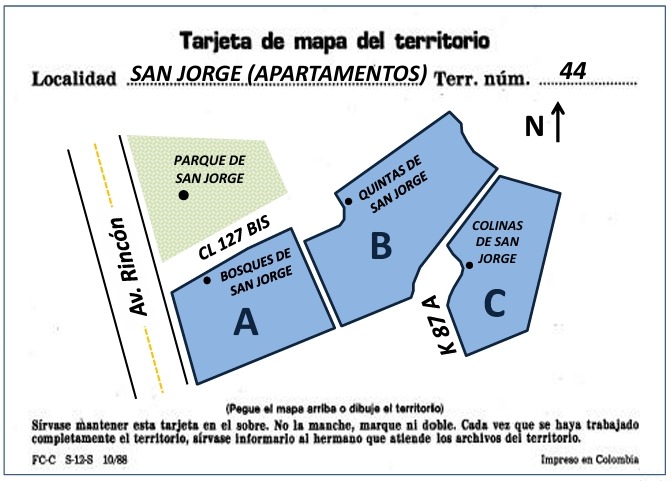 Tarjeta de mapa del territorio
Localidad SAN JORGE (APARTAMENTOS) Terr. núm. 44
N
PARQUE DE
SAN JORGE
QUINTAS DE
SAN JORGE
B
COLINAS
DE SAN
JORGE
C
CL 127 BIS
BOSQUES DE
SAN JORGE
A
Av. Rincón
K 87 A
(Pegue el mapa arriba o dibuje el territorio)
Sírvase mantener esta tarjeta en el sobre. No la manche, marque ni doble. Cada vez que se haya trabajado
completamente el territorio, sírvase informarlo al hermano que atiende los archivos del territorio.
FC-C S-12-S 10/88 Impreso en Colombia